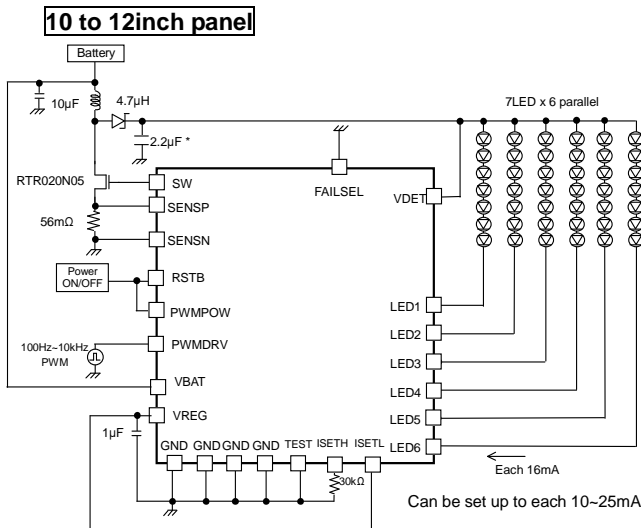 10 to 12inch panel
Battery
10µF
4.7µH
2.2µF *
7LED x 6 parallel
RTR020N05
SW
FAILSEL
VDET
SENSP
56mΩ
SENSN
Power
ON/OFF
RSTB
PWMPOW
LED1
LED2
100Hz~10kHz
PWM
PWMDRV
LED3
VBAT
LED4
VREG
LED5
1µF
GND GND GND GND TEST ISETH ISETL
LED6
30kΩ
Each 16mA
Can be set up to each 10~25mA